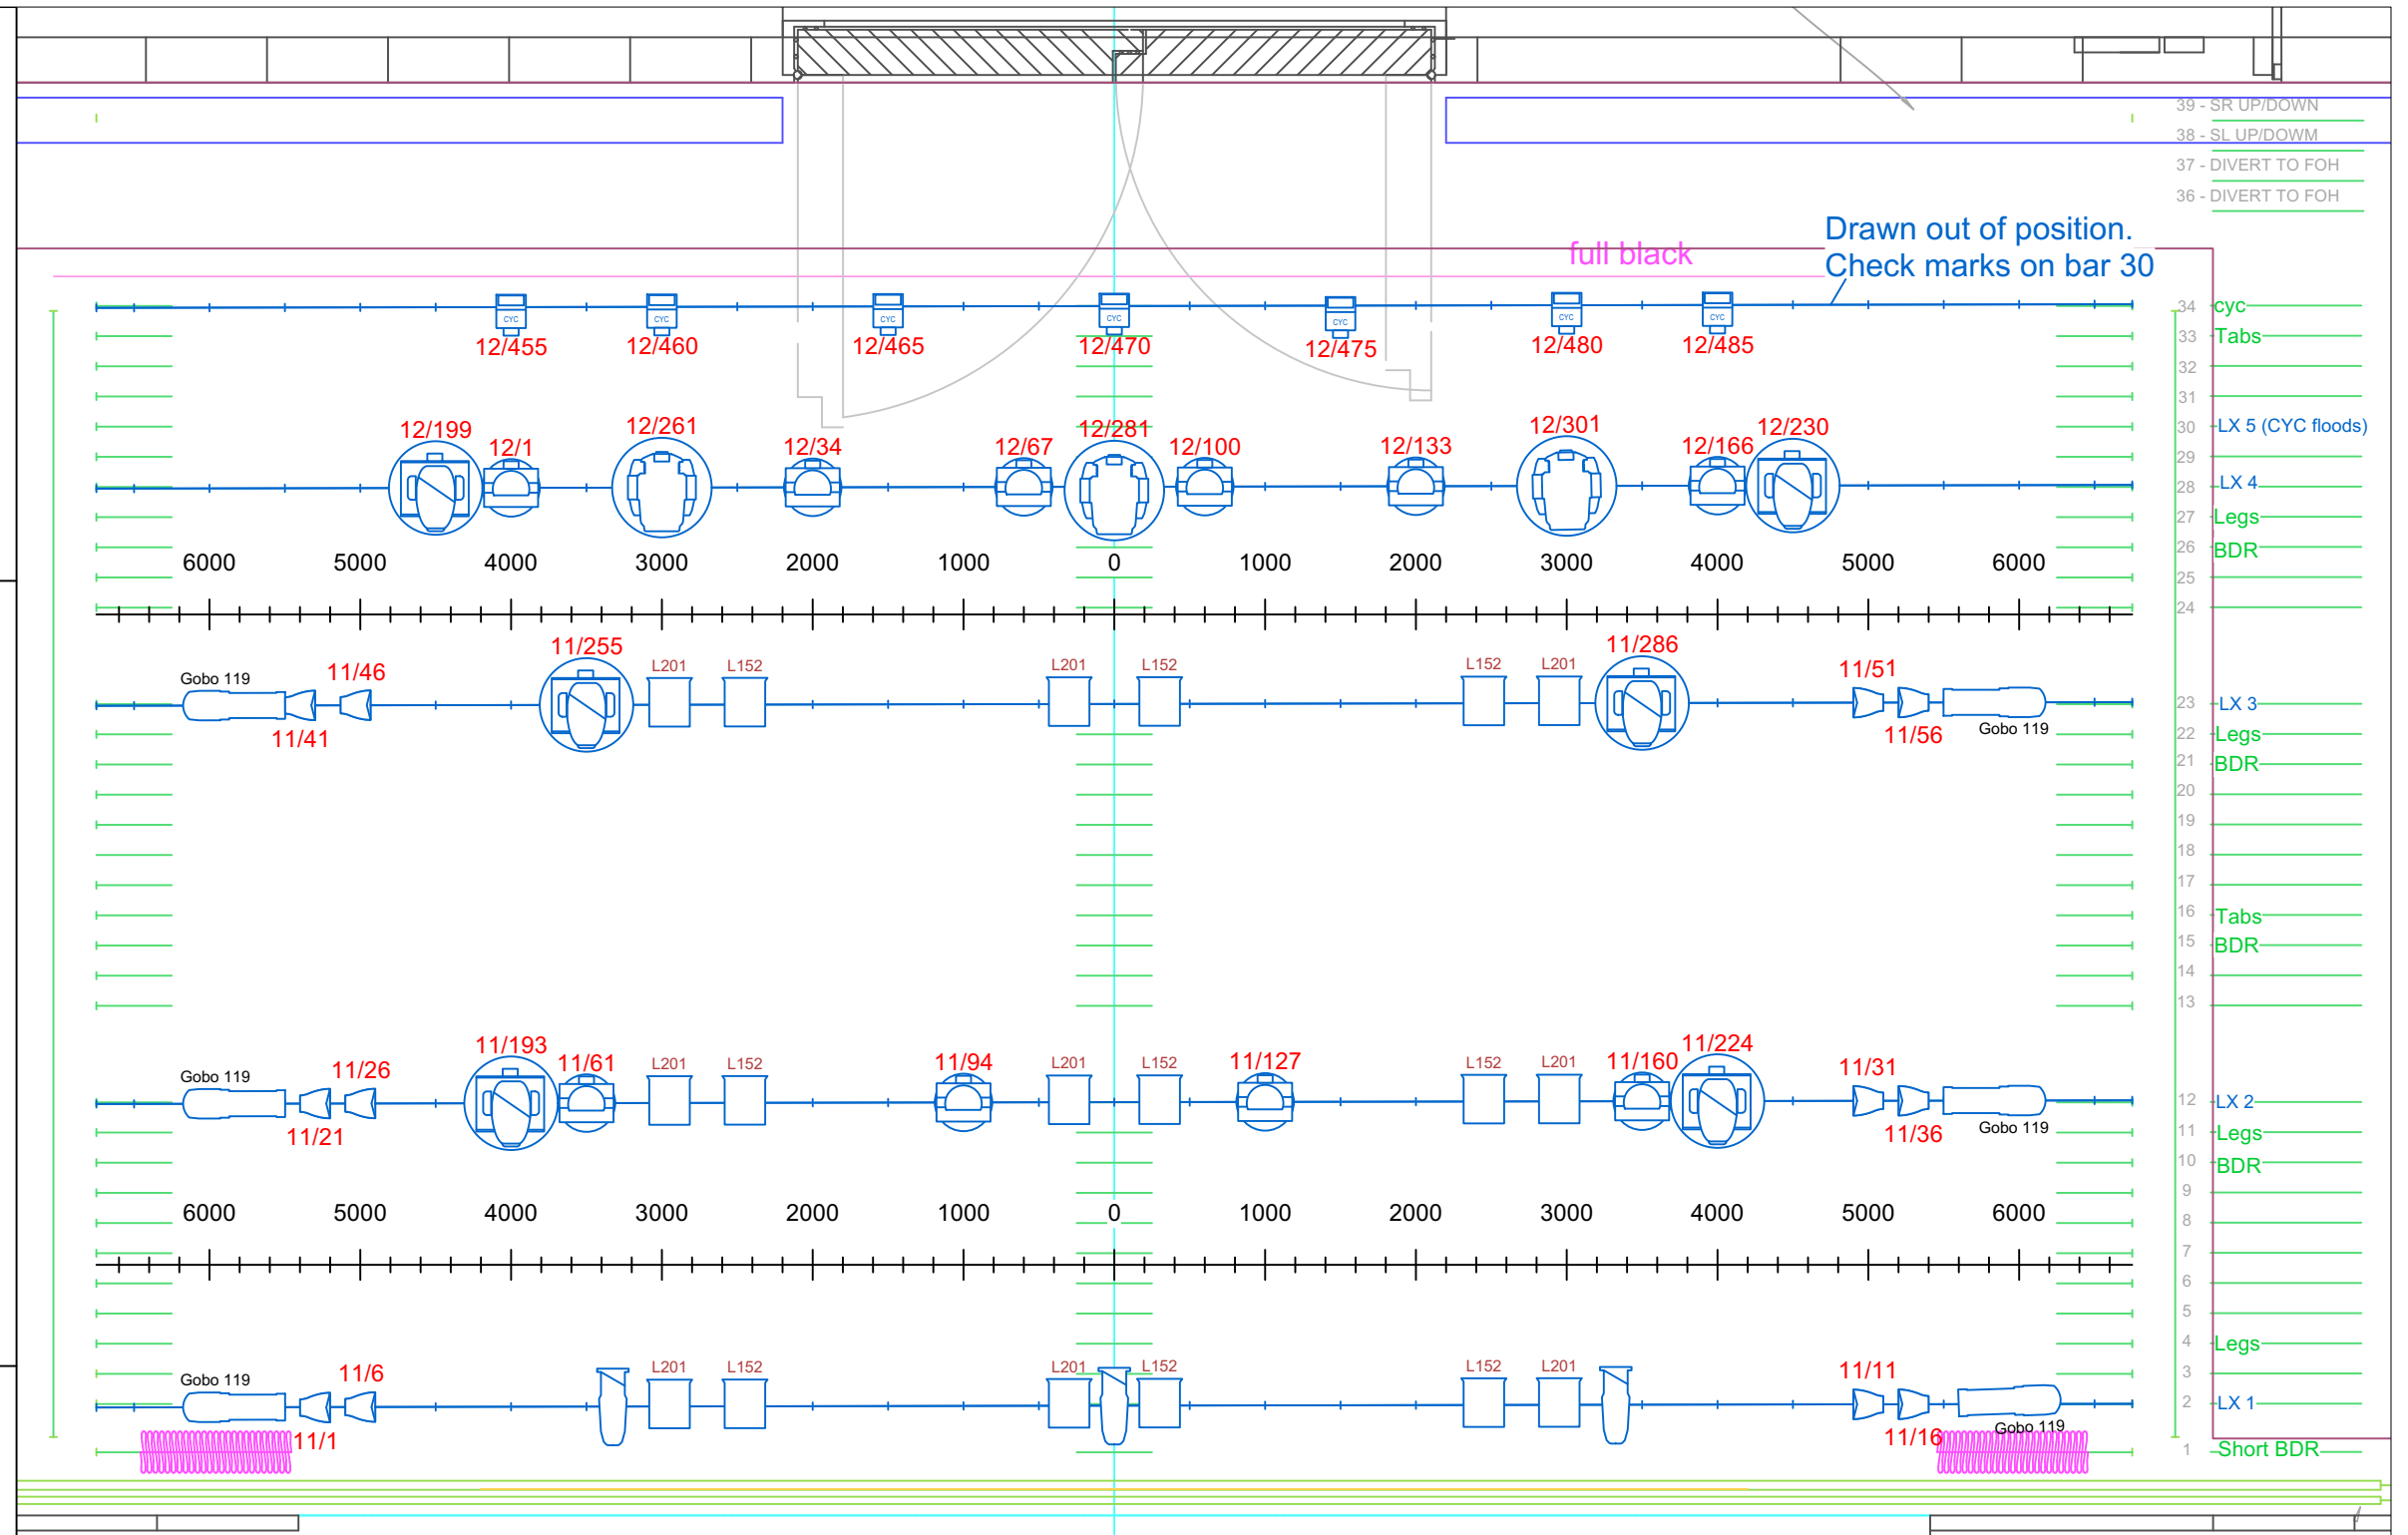 39 - SR UP/DOWN
38 - SL UP/DOWM
37 - DIVERT TO FOH
36 - DIVERT TO FOH
Drawn out of position.
full black
Check marks on bar 30
34 cyc
CYC CYC CYC CYC CYC CYC CYC
12/455 12/460 12/465 12/470 12/475 12/480 12/485
33 Tabs
32
31
12/199 12/1 12/261 12/34 12/67 12/281 12/100 12/133 12/301 12/166 12/230
30 LX 5 (CYC floods)
29
28 LX 4
27 Legs
26 BDR
6000 5000 4000 3000 2000 1000 0 1000 2000 3000 4000 5000 6000
25
24
11/255 11/286
Gobo 119 11/46 L201 L152 L201 L152 L152 L201 11/51
23 LX 3
11/41 11/56 Gobo 119
22 Legs
21 BDR
20
19
18
17
16 Tabs
15 BDR
14
13
11/193 11/224
Gobo 119 11/26 11/61 L201 L152 11/94 L201 L152 11/127 L152 L201 11/160 11/31
12 LX 2
11/21 11/36 Gobo 119
11 Legs
10 BDR
9
6000 5000 4000 3000 2000 1000 0 1000 2000 3000 4000 5000 6000
8
7
6
5
4 Legs
Gobo 119 11/6 L201 L152 L201 L152 L152 L201 11/11
3
2 LX 1
11/1 11/16 Gobo 119
1 Short BDR